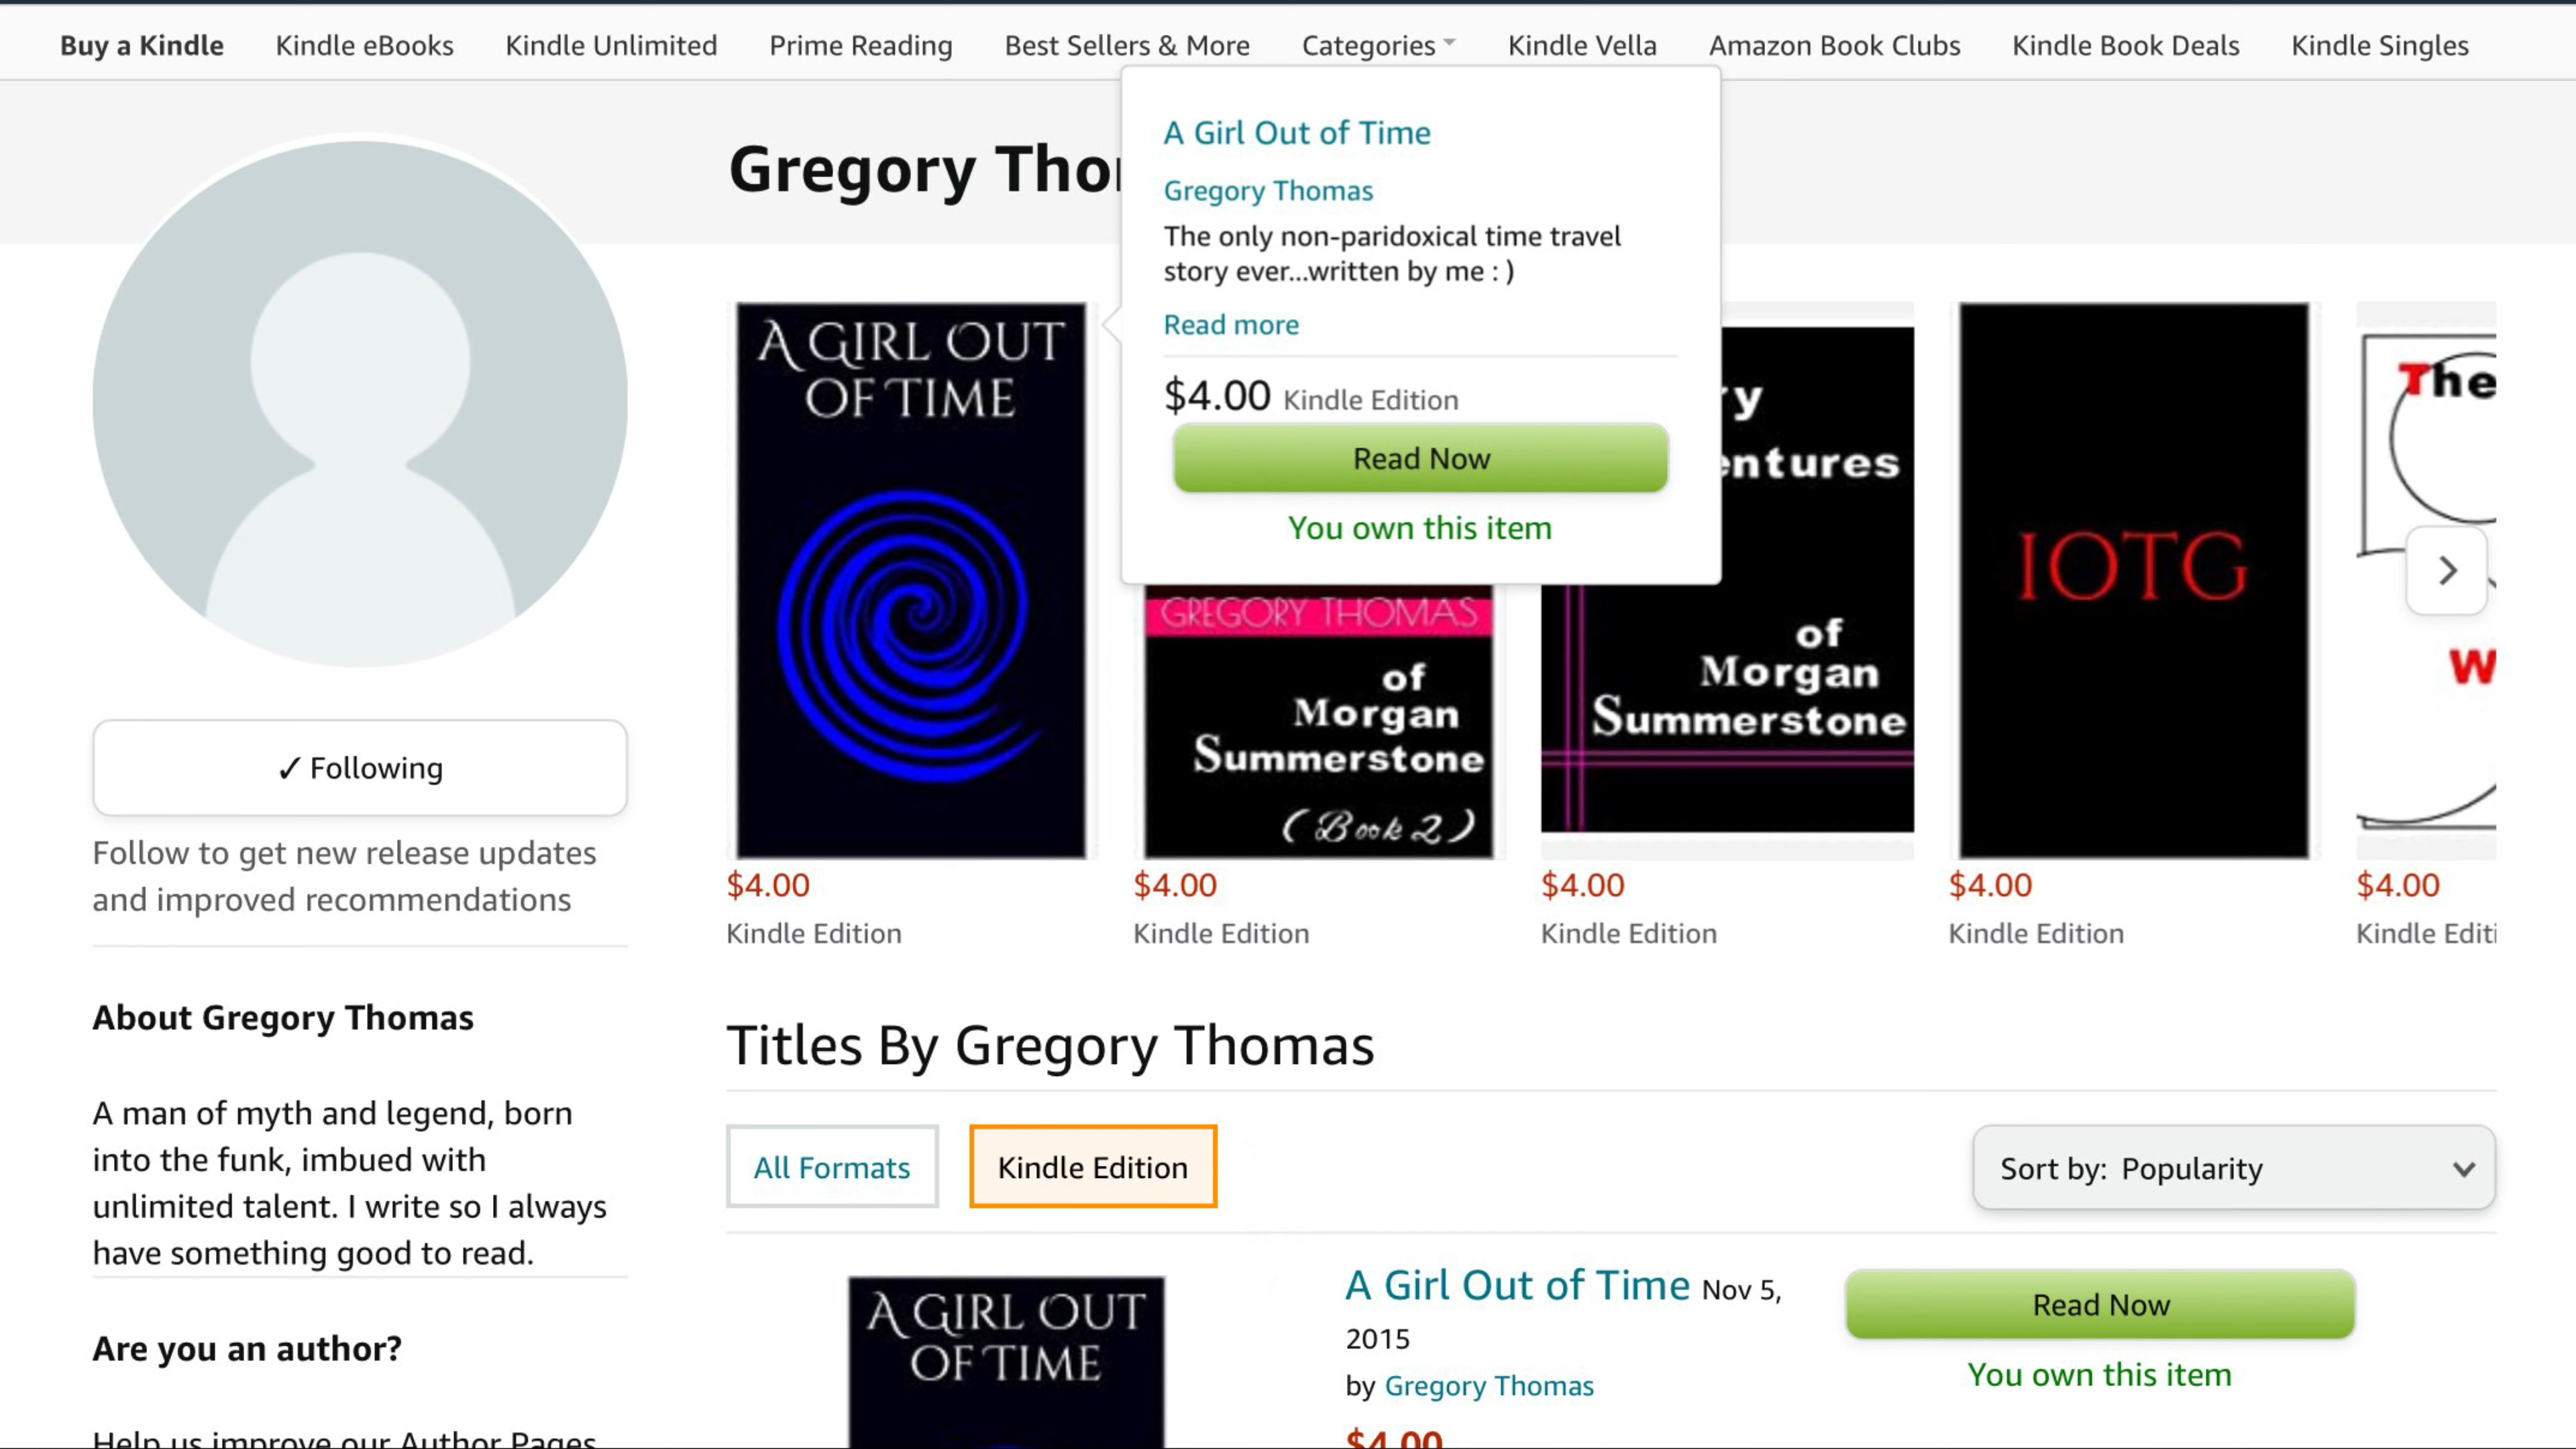 Buy a Kindle Kindle eBooks Kindle Unlimited Prime Reading Best Sellers & More Categories Kindle Vella Amazon Book Clubs Kindle Book Deals Kindle Singles
Gregory
A Girl Out of Time
Gregory Thomas
The only non-paridoxical time travel
story ever...written by me : )
Read more
$4.00 Kindle Edition
Read Now
You own this item
A GIRL OUT
OF TIME
GREGORY THOMAS
of
Morgan
Summerstone
(Book 2)
of
Morgan
Summerstone
IOTG
The
$4.00 $4.00 $4.00 $4.00 $4.00
Kindle Edition Kindle Edition Kindle Edition Kindle Edition Kindle
✓ Following
Follow to get new release updates
and improved recommendations
About Gregory Thomas
A man of myth and legend, born
into the funk, imbued with
unlimited talent. I write so I always
have something good to read.
Are you an author?
Help us improve our Author Pages
Titles By Gregory Thomas
All Formats Kindle Edition Sort by: Popularity
A GIRL OUT
OF TIME
A Girl Out of Time Nov 5,
2015
by Gregory Thomas
$4.00
Read Now
You own this item